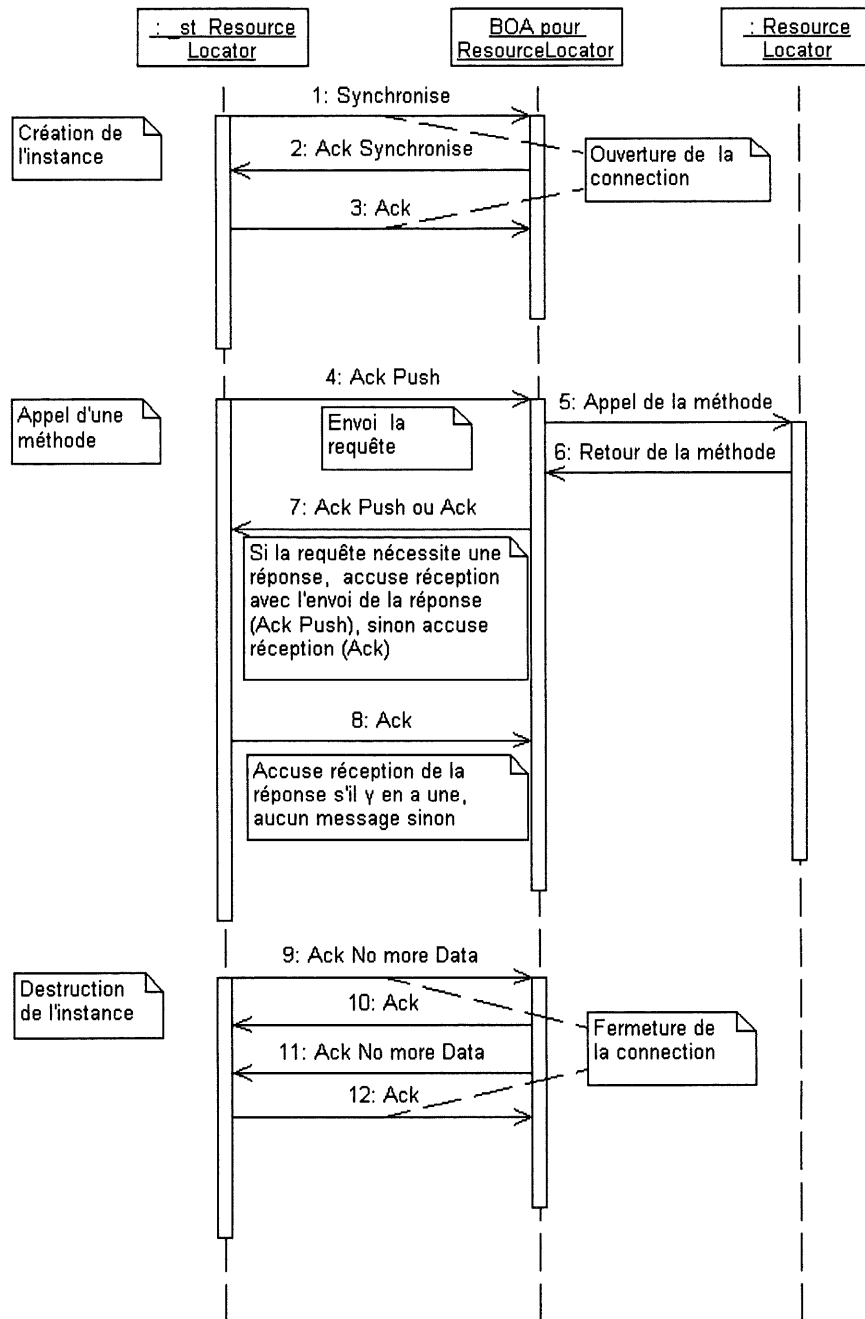 : _st_Resource
Locator
BOA pour
ResourceLocator
: Resource
Locator
1: Synchronise
Création de
l'instance
2: Ack Synchronise
Ouverture de la
connection
3: Ack
4: Ack Push
Appel d'une
méthode
Envoi la
requête
5: Appel de la méthode
6: Retour de la méthode
7: Ack Push ou Ack
Si la requête nécessite une
réponse, accuse réception
avec l'envoi de la réponse
(Ack Push), sinon accuse
réception (Ack)
8: Ack
Accuse réception de la
réponse s'il y en a une,
aucun message sinon
9: Ack No more Data
Destruction
de l'instance
10: Ack
Fermeture de
la connection
11: Ack No more Data
12: Ack